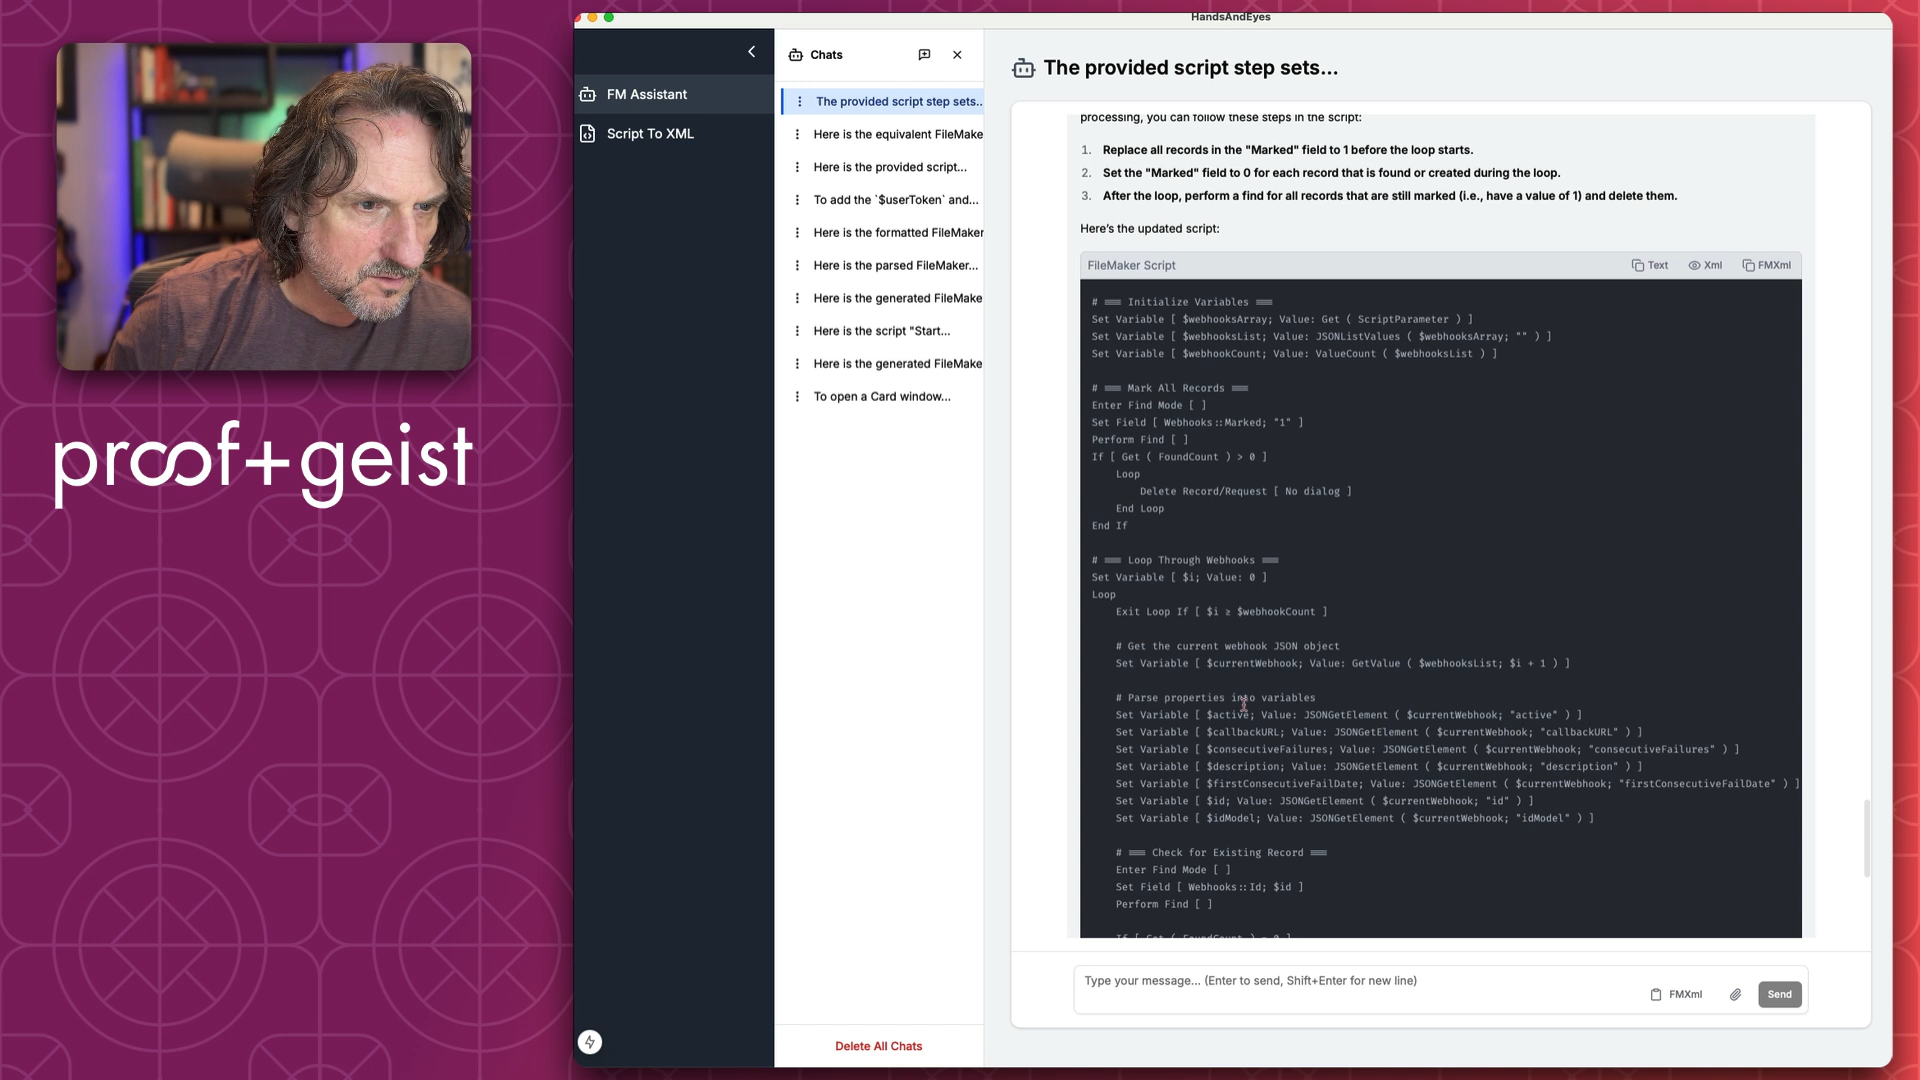 HandsAndEyes
FM Assistant
Script To XML
Chats
The provided script step sets..
Here is the equivalent FileMake
Here is the provided script...
To add the `$userToken` and...
Here is the formatted FileMaker
Here is the parsed FileMaker...
Here is the generated FileMake
Here is the script "Start...
Here is the generated FileMake
To open a Card window...
Delete All Chats
The provided script step sets...
processing, you can follow these steps in the script:
1. Replace all records in the "Marked" field to 1 before the loop starts.
2. Set the "Marked" field to 0 for each record that is found or created during the loop.
3. After the loop, perform a find for all records that are still marked (i.e., have a value of 1) and delete them.
Here's the updated script:
FileMaker Script
Text
Xml
FMXml
# === Initialize Variables ===
Set Variable [ $webhooksArray; Value: Get ( ScriptParameter ) ]
Set Variable [ $webhooksList; Value: JSONListValues ( $webhooksArray; "" ) ]
Set Variable [ $webhookCount; Value: ValueCount ( $webhooksList ) ]
# === Mark All Records ===
Enter Find Mode [ ]
Set Field [ Webhooks::Marked; "1" ]
Perform Find [ ]
If [ Get ( FoundCount ) > 0 ]
Loop
Delete Record/Request [ No dialog ]
End Loop
End If
# === Loop Through Webhooks ===
Set Variable [ $i; Value: 0 ]
Loop
Exit Loop If [ $i ≥ $webhookCount ]
# Get the current webhook JSON object
Set Variable [ $currentWebhook; Value: GetValue ( $webhooksList; $i + 1 ) ]
# Parse properties into variables
Set Variable [ $active; Value: JSONGetElement ( $currentWebhook; "active" ) ]
Set Variable [ $callbackURL; Value: JSONGetElement ( $currentWebhook; "callbackURL" ) ]
Set Variable [ $consecutiveFailures; Value: JSONGetElement ( $currentWebhook; "consecutiveFailures" ) ]
Set Variable [ $description; Value: JSONGetElement ( $currentWebhook; "description" ) ]
Set Variable [ $firstConsecutiveFailDate; Value: JSONGetElement ( $currentWebhook; "firstConsecutiveFailDate" ) ]
Set Variable [ $id; Value: JSONGetElement ( $currentWebhook; "id" ) ]
Set Variable [ $idModel; Value: JSONGetElement ( $currentWebhook; "idModel" ) ]
# === Check for Existing Record ===
Enter Find Mode [ ]
Set Field [ Webhooks::Id; $id ]
Perform Find [ ]
If [ Get ( FoundCount ) = 0 ]
Type your message... (Enter to send, Shift+Enter for new line)
FMXml
Send
proof+geist